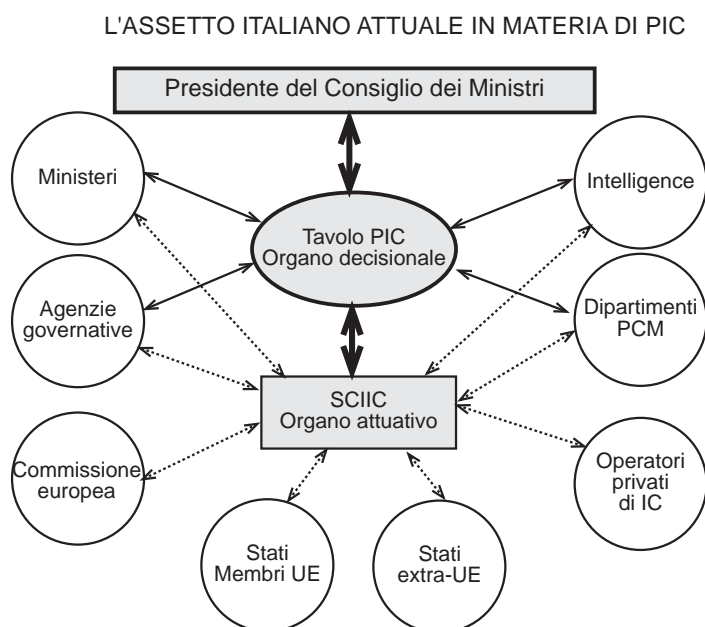 L'ASSETTO ITALIANO ATTUALE IN MATERIA DI PIC
Presidente del Consiglio dei Ministri
Ministeri
Intelligence
Tavolo PIC
Organo decisionale
Agenzie
governative
Dipartimenti
PCM
SCIIC
Organo attuativo
Commissione
europea
Operatori
privati
di IC
Stati
Membri UE
Stati
extra-UE